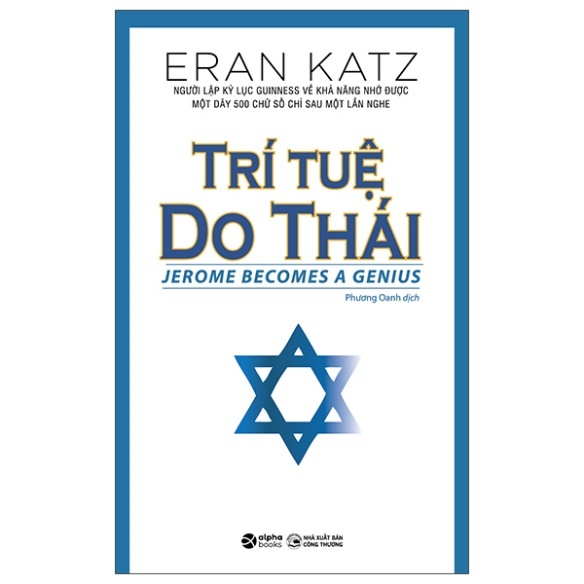 ERAN KATZ
NGƯỜI LẬP KỶ LỤC GUINNESS VỀ KHẢ NĂNG NHỚ ĐƯỢC
MỘT DÃY 500 CHỮ SỐ CHỈ SAU MỘT LẦN NGHE
TRÍ TUỆ
DO THÁI
JEROME BECOMES A GENIUS
Phương Oanh dịch
alpha
books
NHÀ XUẤT BẢN
CÔNG THƯƠNG